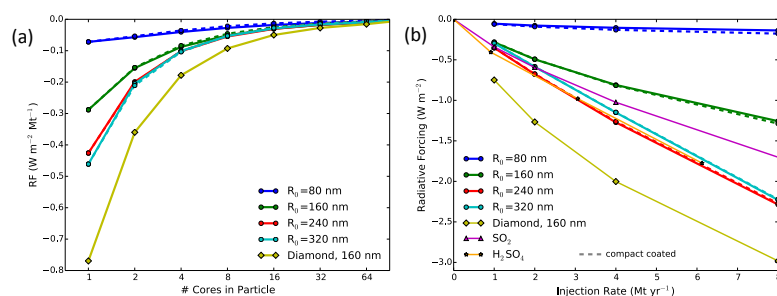 (a)
0.0
−0.1
−0.2
−0.3
−0.4
−0.5
−0.6
−0.7
−0.8
RF (W m⁻² Mt⁻¹)
1 2 4 8 16 32 64
# Cores in Particle
R₀=80 nm
R₀=160 nm
R₀=240 nm
R₀=320 nm
Diamond, 160 nm
(b)
0.0
−0.5
−1.0
−1.5
−2.0
−2.5
−3.0
Radiative Forcing (W m⁻²)
0 1 2 3 4 5 6 7 8
Injection Rate (Mt yr⁻¹)
R₀=80 nm
R₀=160 nm
R₀=240 nm
R₀=320 nm
Diamond, 160 nm
SO₂
H₂SO₄
compact coated